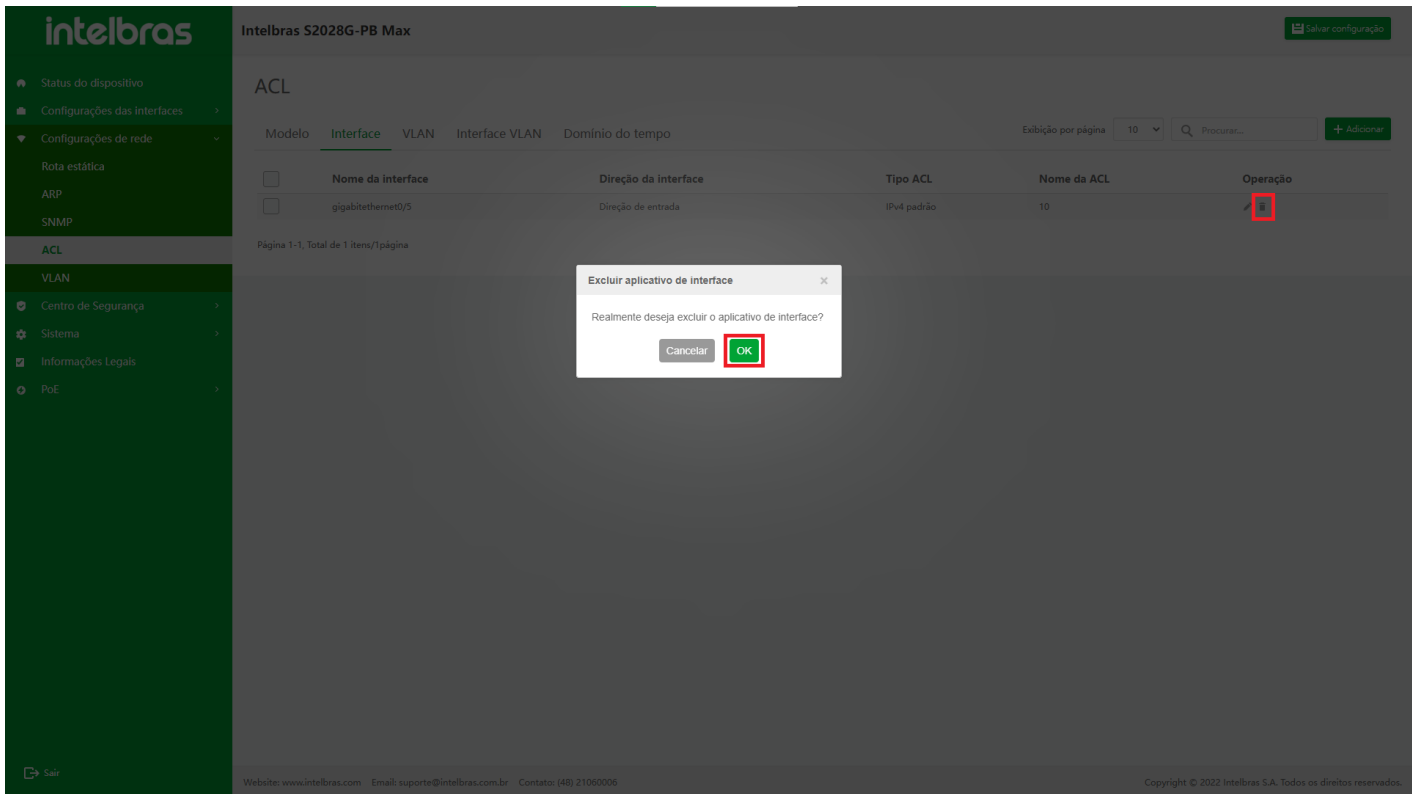 intelbras
Intelbras S2028G-PB Max
Salvar configuração
Status do dispositivo
Configurações das interfaces
Configurações de rede
Rota estática
ARP
SNMP
ACL
VLAN
Centro de Segurança
Sistema
Informações Legais
PoE
Sair
ACL
Modelo Interface VLAN Interface VLAN Domínio do tempo
Exibição por página 10 Procurar... + Adicionar
Nome da interface Direção da interface Tipo ACL Nome da ACL Operação
gigabitethernet0/5 Direção de entrada IPv4 padrão 10
Página 1-1, Total de 1 itens/1página
Excluir aplicativo de interface ×
Realmente deseja excluir o aplicativo de interface?
Cancelar OK
Website: www.intelbras.com Email: suporte@intelbras.com.br Contato: (48) 21060006 Copyright © 2022 Intelbras S.A. Todos os direitos reservados.